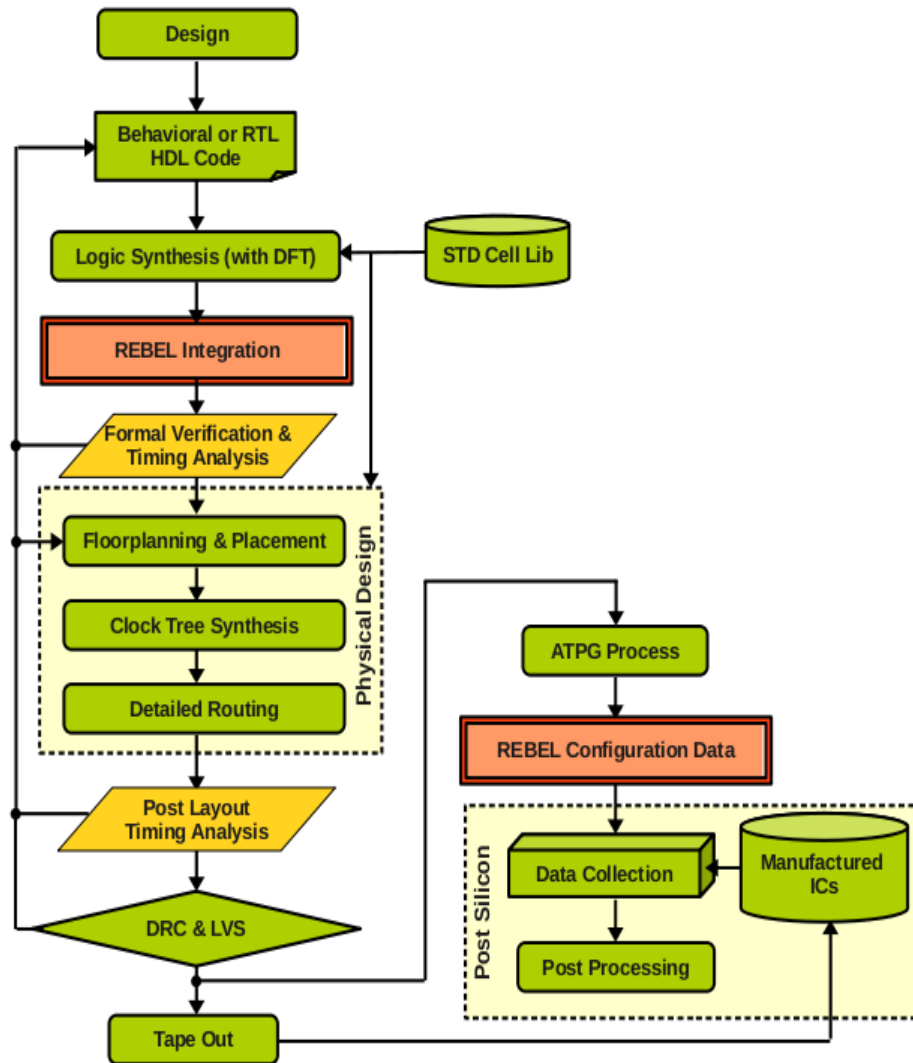 Design
Behavioral or RTL
HDL Code
Logic Synthesis (with DFT)
STD Cell Lib
REBEL Integration
Formal Verification &
Timing Analysis
Physical Design
Floorplanning & Placement
Clock Tree Synthesis
Detailed Routing
Post Layout
Timing Analysis
DRC & LVS
Tape Out
ATPG Process
REBEL Configuration Data
Post Silicon
Data Collection
Manufactured
ICs
Post Processing